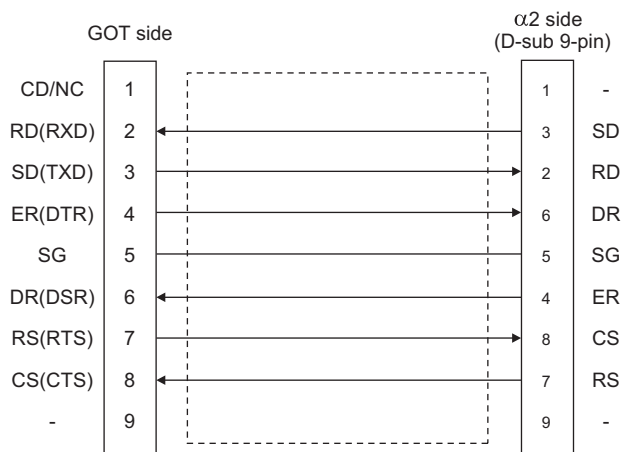 GOT side
α2 side
(D-sub 9-pin)
CD/NC 1 1 -
RD(RXD) 2 3 SD
SD(TXD) 3 2 RD
ER(DTR) 4 6 DR
SG 5 5 SG
DR(DSR) 6 4 ER
RS(RTS) 7 8 CS
CS(CTS) 8 7 RS
- 9 9 -